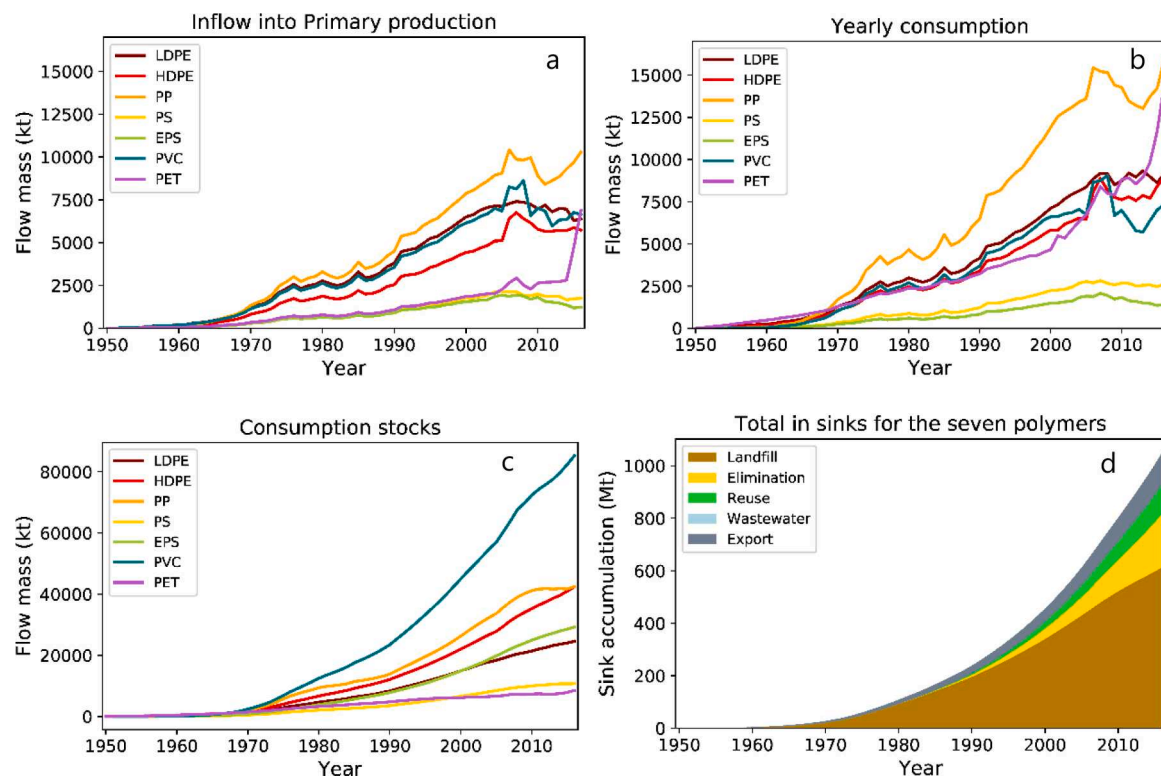 Inflow into Primary production
a
LDPE
HDPE
PP
PS
EPS
PVC
PET
Flow mass (kt)
15000
12500
10000
7500
5000
2500
0
1950 1960 1970 1980 1990 2000 2010
Year
Yearly consumption
b
LDPE
HDPE
PP
PS
EPS
PVC
PET
Flow mass (kt)
15000
12500
10000
7500
5000
2500
0
1950 1960 1970 1980 1990 2000 2010
Year
Consumption stocks
c
LDPE
HDPE
PP
PS
EPS
PVC
PET
Flow mass (kt)
80000
60000
40000
20000
0
1950 1960 1970 1980 1990 2000 2010
Year
Total in sinks for the seven polymers
d
Landfill
Elimination
Reuse
Wastewater
Export
Sink accumulation (Mt)
1000
800
600
400
200
0
1950 1960 1970 1980 1990 2000 2010
Year